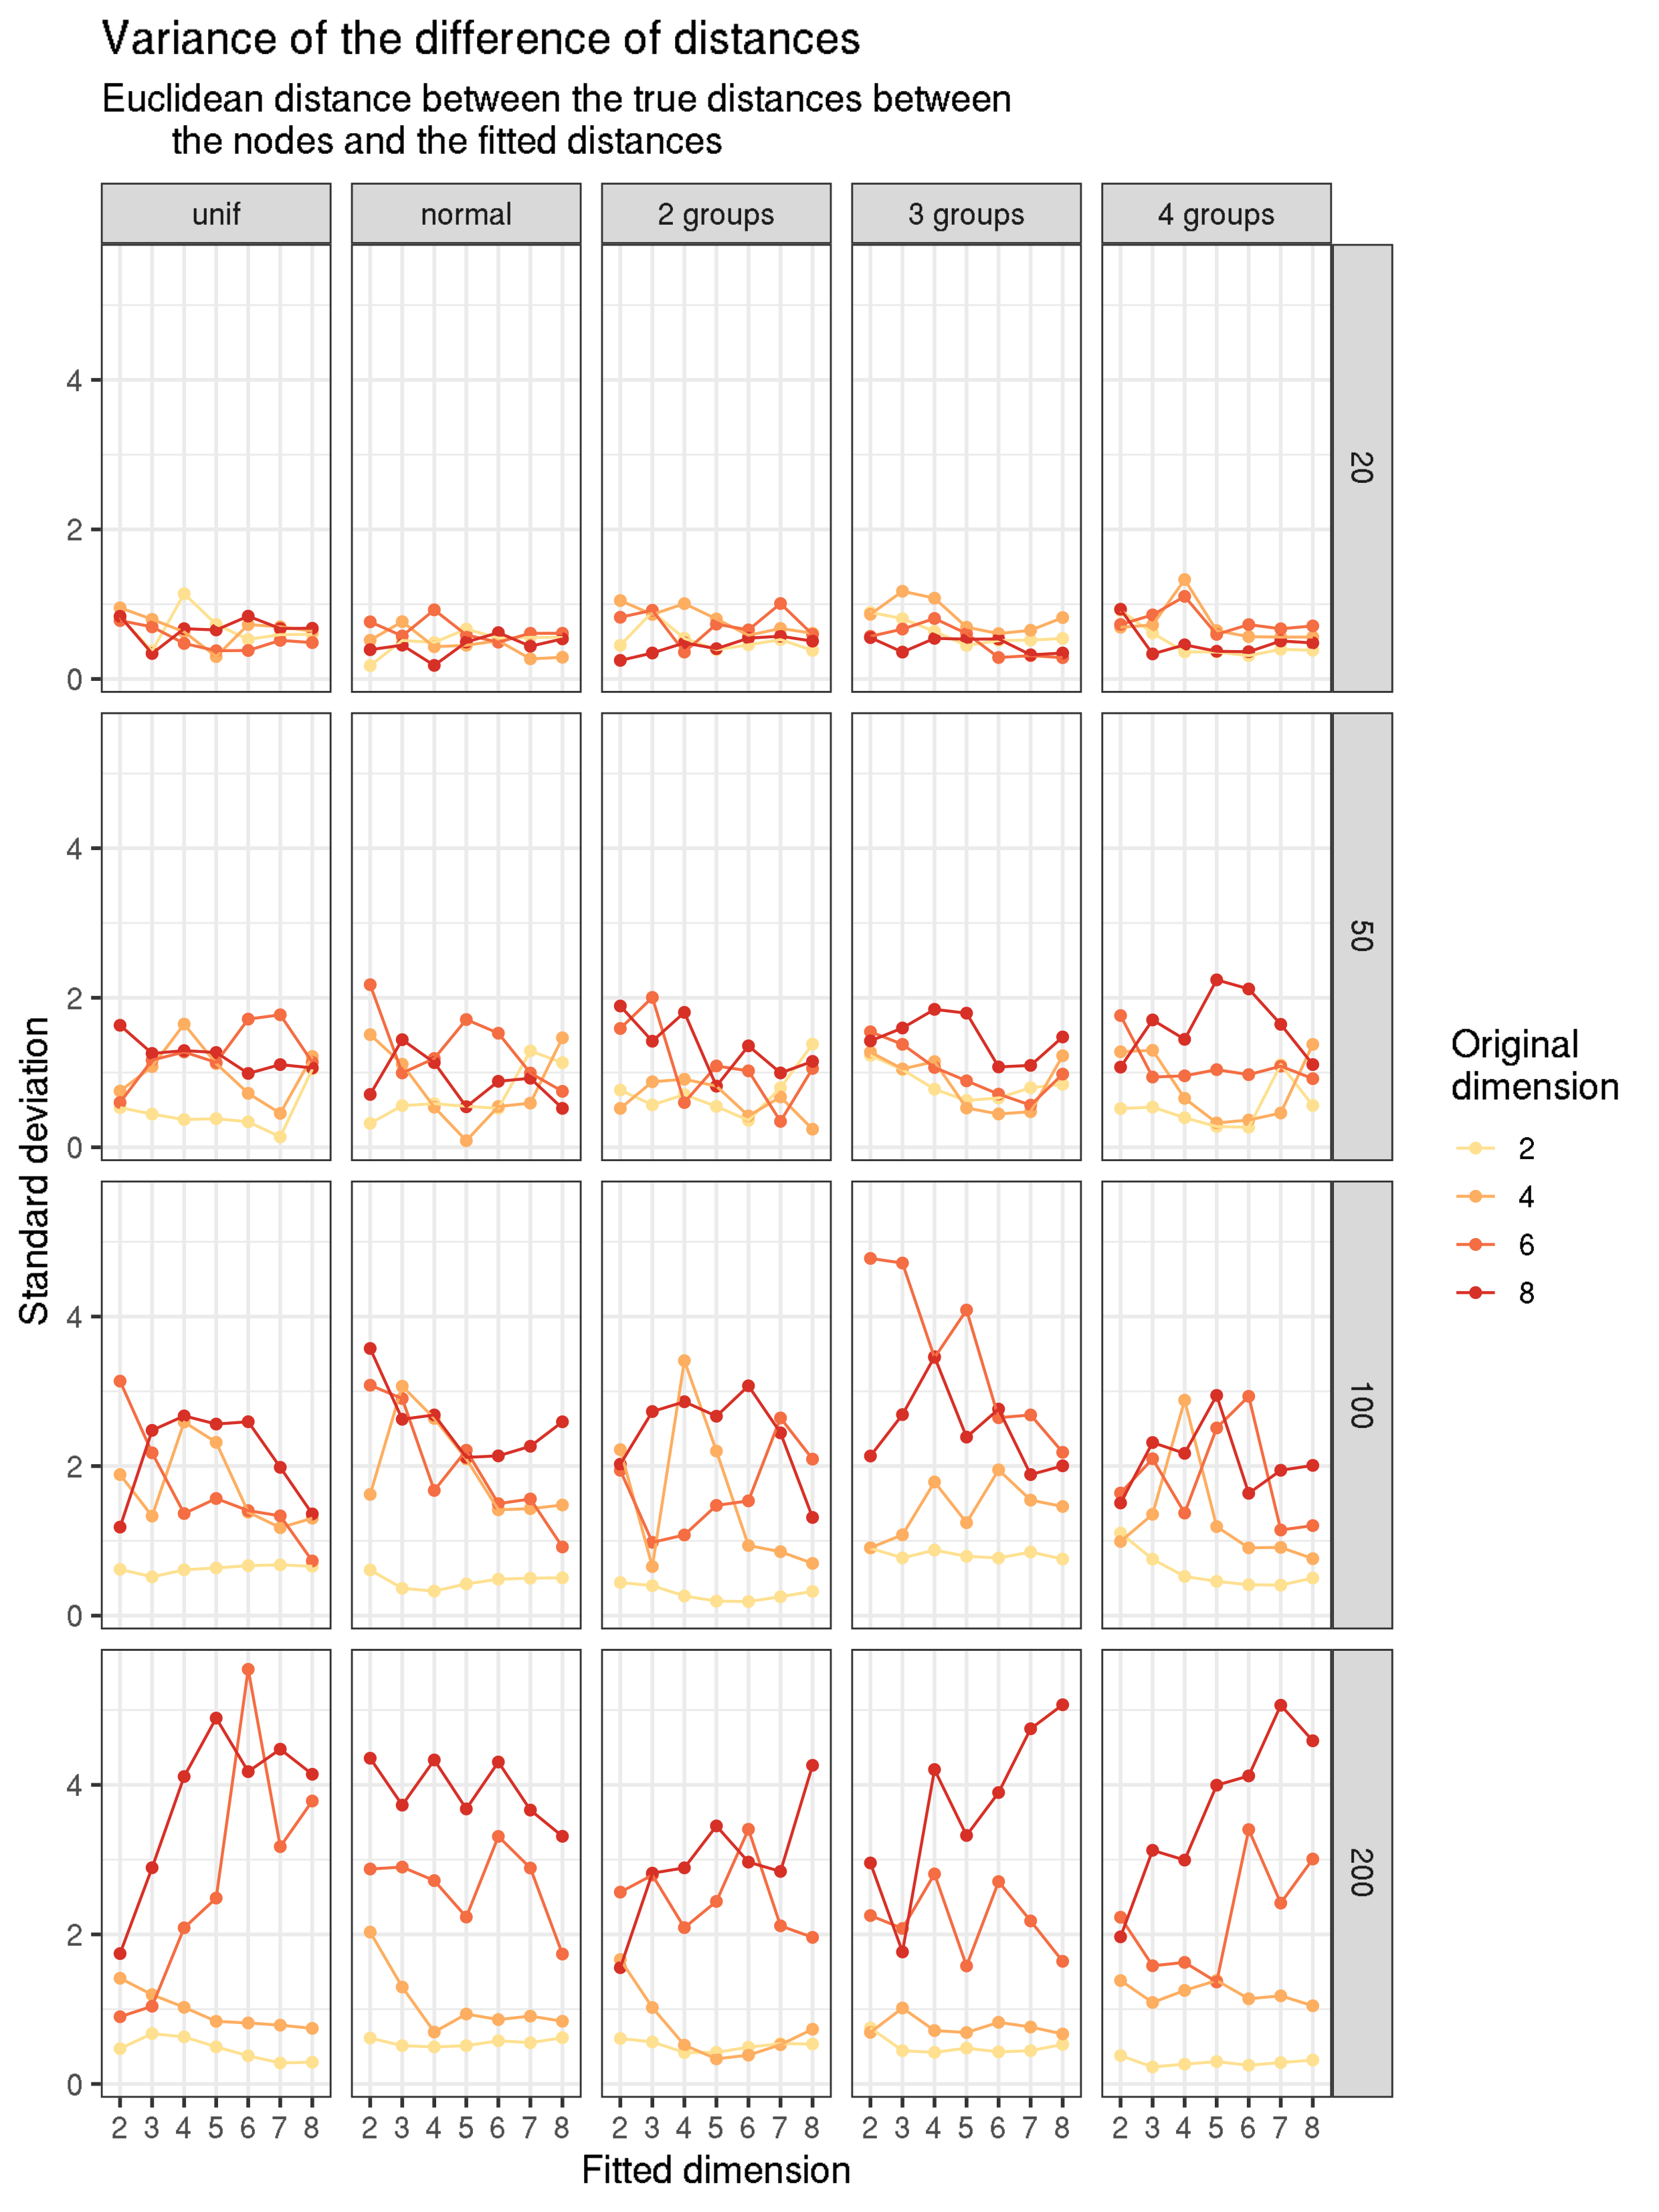 Variance of the difference of distances
Euclidean distance between the true distances between
the nodes and the fitted distances
unif normal 2 groups 3 groups 4 groups
4
2
0
20
4
2
0
50
4
2
0
100
4
2
0
200
Standard deviation
2 3 4 5 6 7 8 2 3 4 5 6 7 8 2 3 4 5 6 7 8 2 3 4 5 6 7 8 2 3 4 5 6 7 8
Fitted dimension
Original
dimension
2
4
6
8